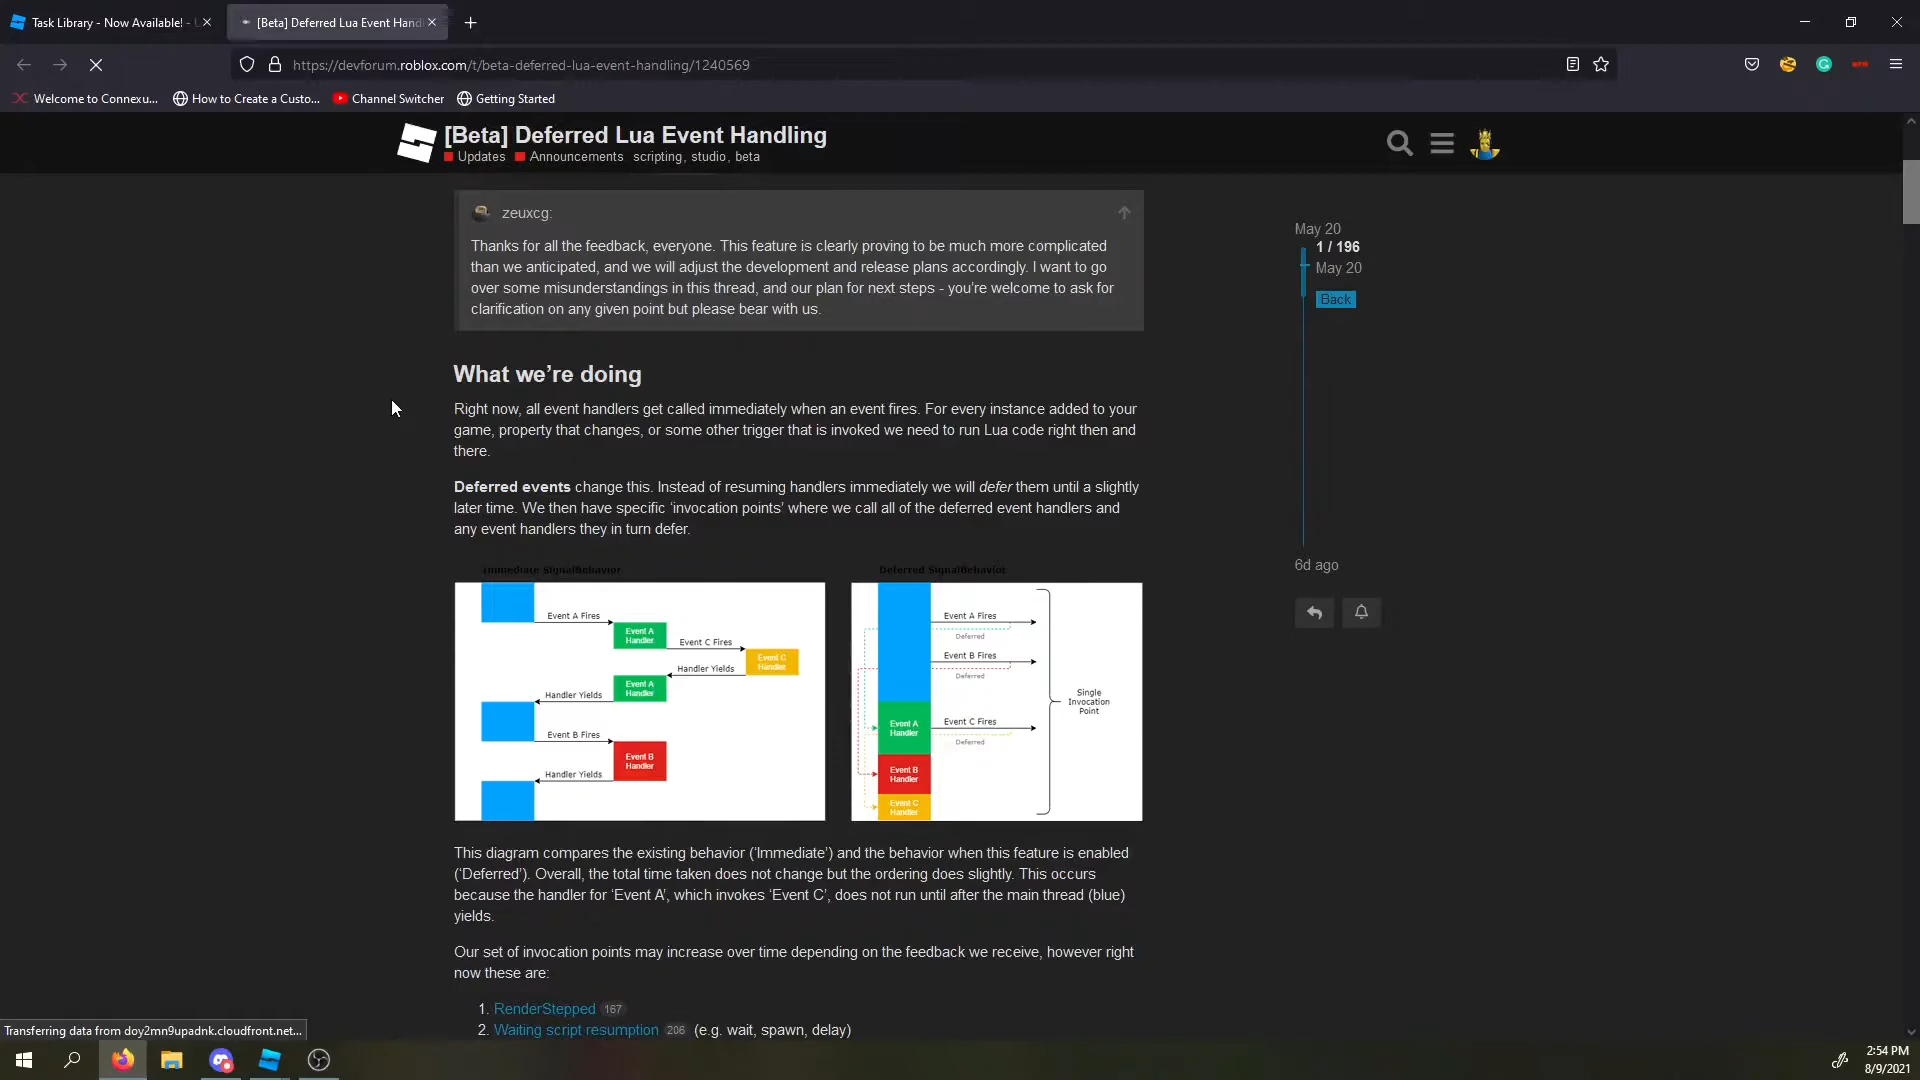 Task Library - Now Available! -
[Beta] Deferred Lua Event Handl
https://devforum.roblox.com/t/beta-deferred-lua-event-handling/1240569
Welcome to Connexu...
How to Create a Custo...
Channel Switcher
Getting Started
[Beta] Deferred Lua Event Handling
Updates Announcements scripting, studio, beta
zeuxcg:
Thanks for all the feedback, everyone. This feature is clearly proving to be much more complicated
than we anticipated, and we will adjust the development and release plans accordingly. I want to go
over some misunderstandings in this thread, and our plan for next steps - you're welcome to ask for
clarification on any given point but please bear with us.
May 20
1 / 196
May 20
Back
6d ago
What we're doing
Right now, all event handlers get called immediately when an event fires. For every instance added to your
game, property that changes, or some other trigger that is invoked we need to run Lua code right then and
there.
Deferred events change this. Instead of resuming handlers immediately we will defer them until a slightly
later time. We then have specific ‘invocation points’ where we call all of the deferred event handlers and
any event handlers they in turn defer.
Immediate SignalBehavior
Event A Fires
Event A
Handler
Event C Fires
Event C
Handler
Handler Yields
Event A
Handler
Handler Yields
Event B Fires
Event B
Handler
Handler Yields
Deferred SignalBehavior
Event A Fires
Deferred
Event B Fires
Deferred
Single
Invocation
Point
Event A
Handler
Event C Fires
Deferred
Event B
Handler
Event C
Handler
This diagram compares the existing behavior (‘Immediate’) and the behavior when this feature is enabled
(‘Deferred’). Overall, the total time taken does not change but the ordering does slightly. This occurs
because the handler for ‘Event A’, which invokes ‘Event C’, does not run until after the main thread (blue)
yields.
Our set of invocation points may increase over time depending on the feedback we receive, however right
now these are:
1. RenderStepped 167
2. Waiting script resumption 206 (e.g. wait, spawn, delay)
Transferring data from doy2mn9upadnk.cloudfront.net...
2:54 PM
8/9/2021